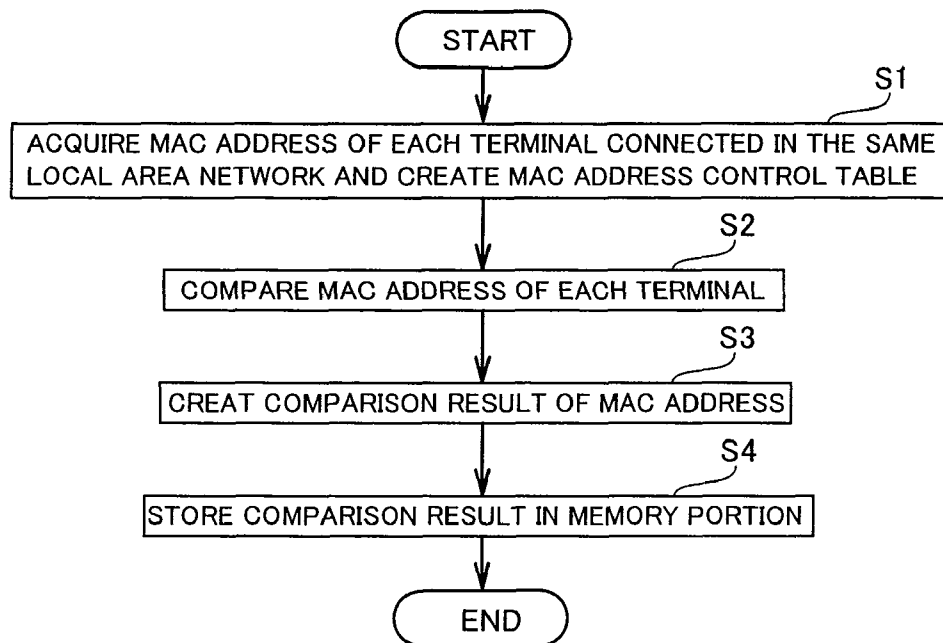 START
S1
ACQUIRE MAC ADDRESS OF EACH TERMINAL CONNECTED IN THE SAME
LOCAL AREA NETWORK AND CREATE MAC ADDRESS CONTROL TABLE
S2
COMPARE MAC ADDRESS OF EACH TERMINAL
S3
CREAT COMPARISON RESULT OF MAC ADDRESS
S4
STORE COMPARISON RESULT IN MEMORY PORTION
END